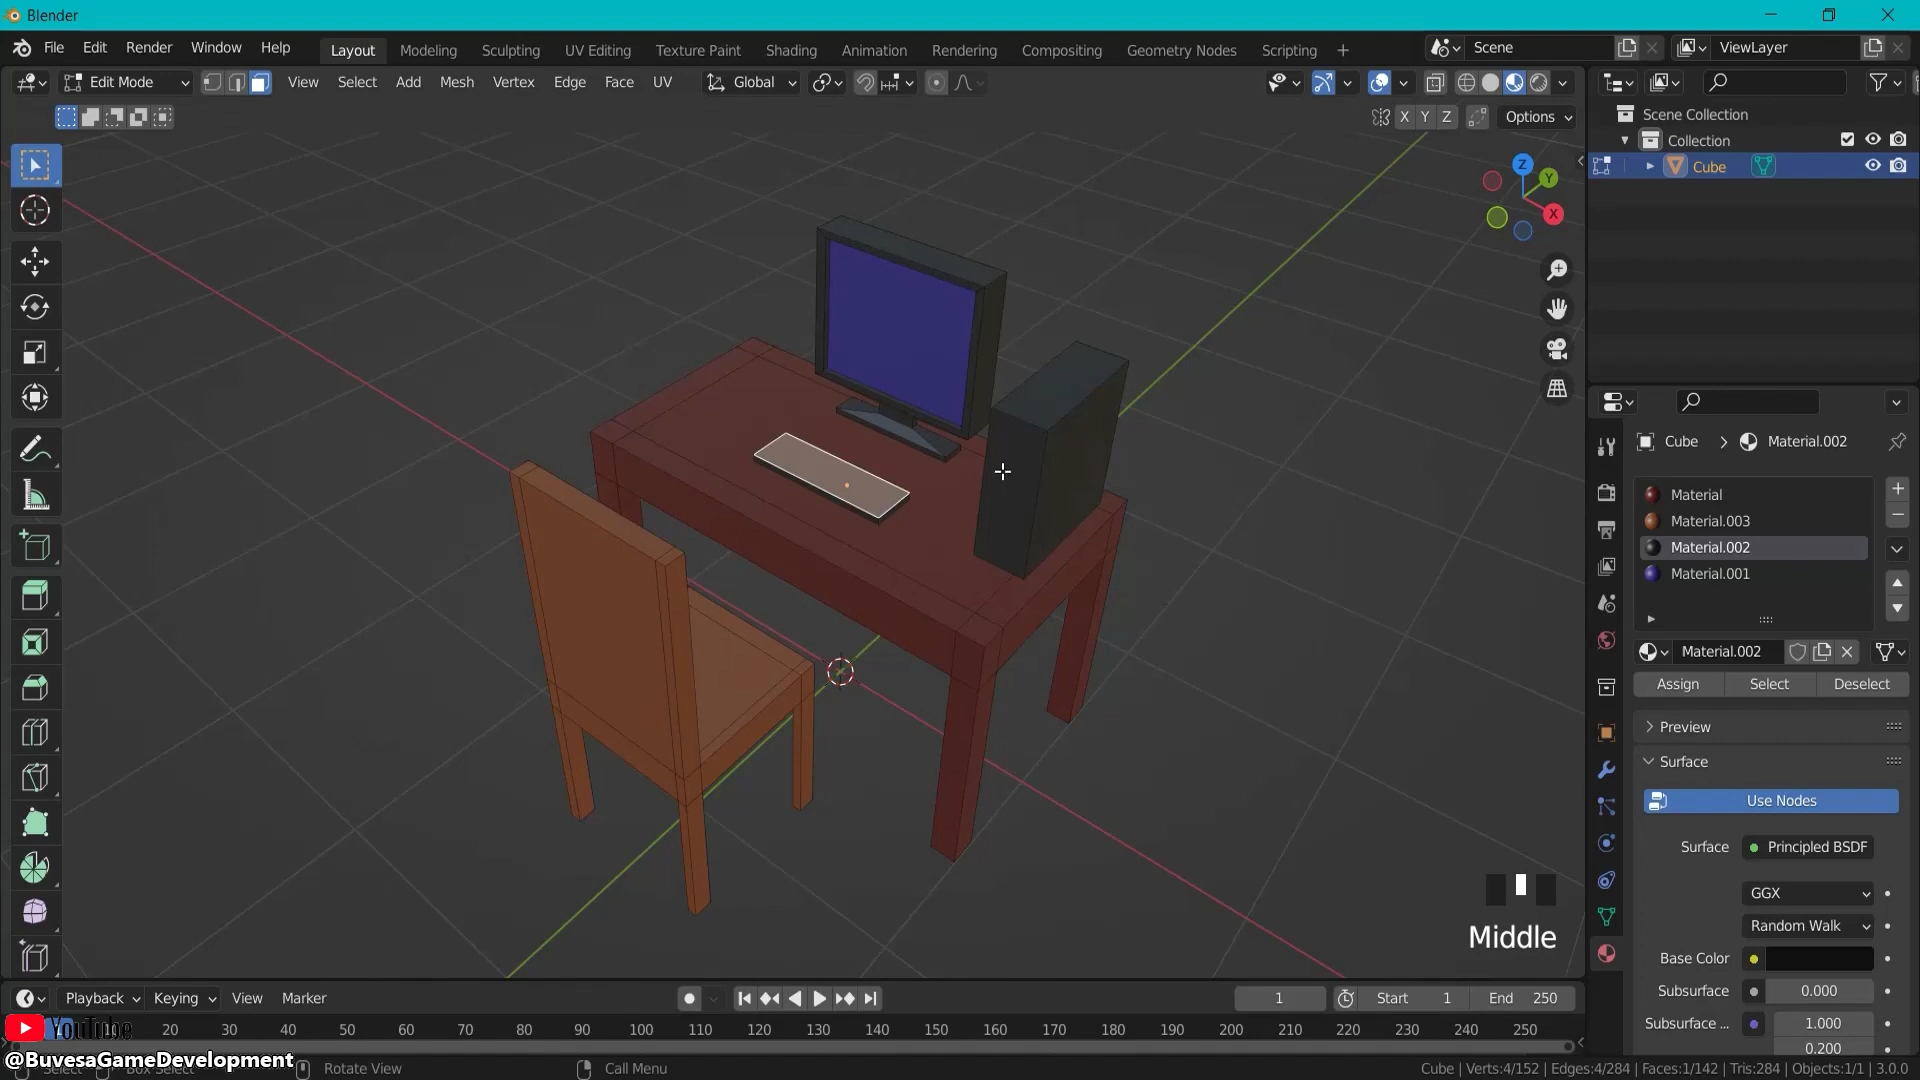 Blender
File Edit Render Window Help
Layout Modeling Sculpting UV Editing Texture Paint Shading Animation Rendering Compositing Geometry Nodes Scripting +
Scene
ViewLayer
Edit Mode
View Select Add Mesh Vertex Edge Face UV
Global
X Y Z
Options
Z
Y
X
Scene Collection
Collection
Cube
Cube > Material.002
Material
Material.003
Material.002
Material.001
Material.002
Assign Select Deselect
Preview
Surface
Use Nodes
Surface Principled BSDF
GGX
Random Walk
Base Color
Subsurface 0.000
Subsurface ... 1.000
0.200
Middle
Playback Keying View Marker
1 Start 1 End 250
20 30 40 50 60 70 80 90 100 110 120 130 140 150 160 170 180 190 200 210 220 230 240 250
YouTube
@BuvesaGameDevelopment
Select Box Select Rotate View Call Menu
Cube | Verts:4/152 | Edges:4/284 | Faces:1/142 | Tris:284 | Objects:1/1 | 3.0.0